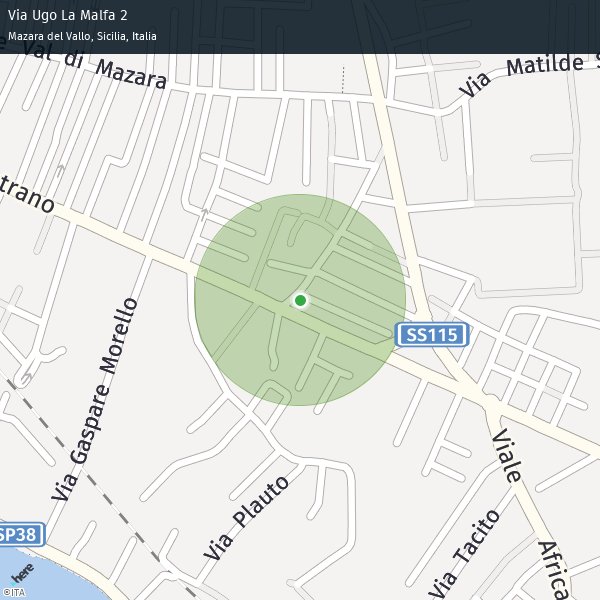 Via Ugo La Malfa 2
Mazara del Vallo, Sicilia, Italia
Val di Mazara
Via Matilde S
trano
SS115
Via Gaspare Morello
Viale Africa
Via Plauto
Via Tacito
SP38
here
©ITA